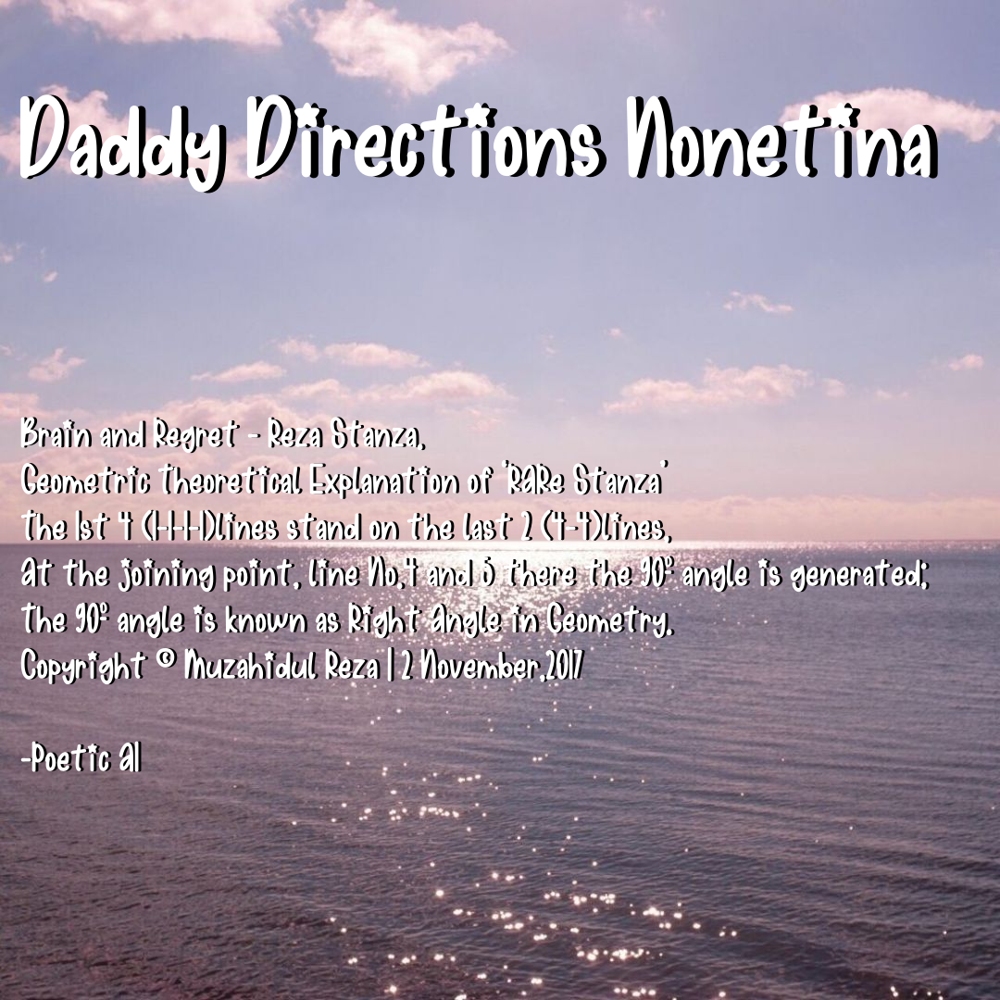 Daddy Directions Nonetina
Brain and Regret - Reza Stanza,
Geometric Theoretical Explanation of 'RaRe Stanza'
The 1st 4 (1-1-1-1)lines stand on the last 2 (4-4)lines,
At the joining point, line No.4 and 5 there the 90° angle is generated;
The 90° angle is known as Right Angle in Geometry.
Copyright © Muzahidul Reza | 2 November,2017
-Poetic Al